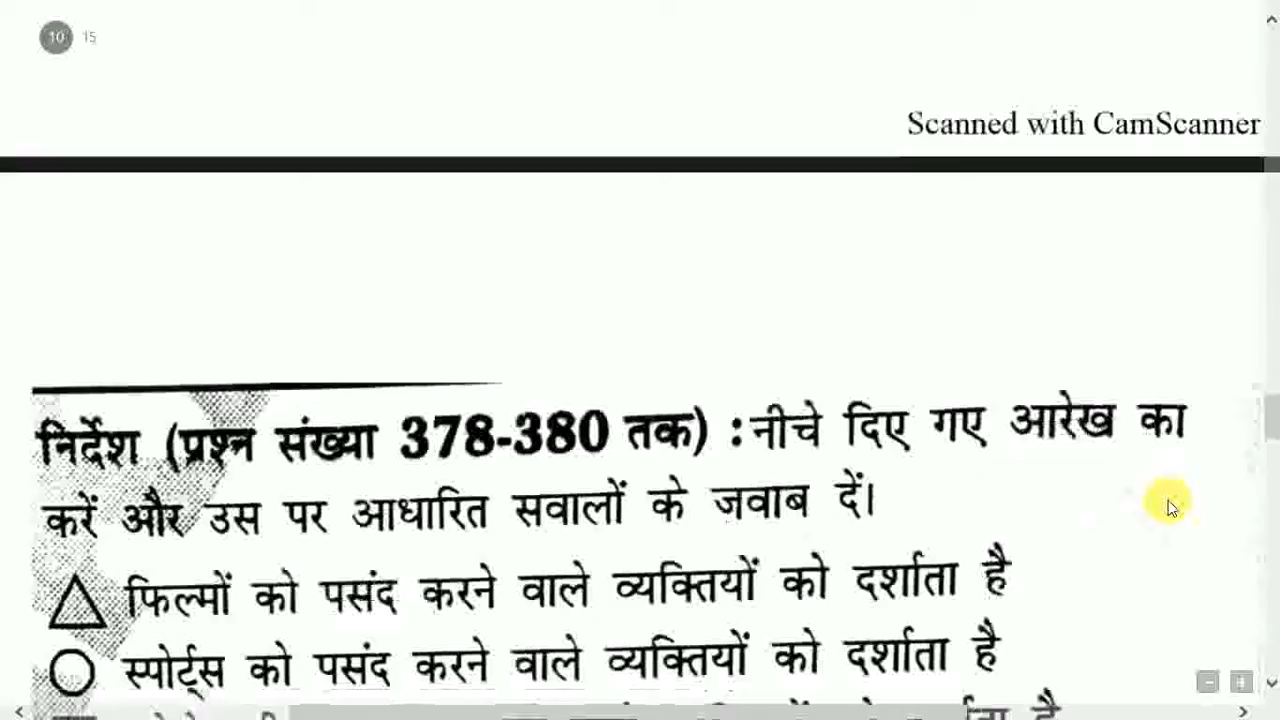 10 15
Scanned with CamScanner
निर्देश (प्रश्न संख्या 378-380 तक) : नीचे दिए गए आरेख का
करें और उस पर आधारित सवालों के जवाब दें।
फिल्मों को पसंद करने वाले व्यक्तियों को दर्शाता है
स्पोर्ट्स को पसंद करने वाले व्यक्तियों को दर्शाता है